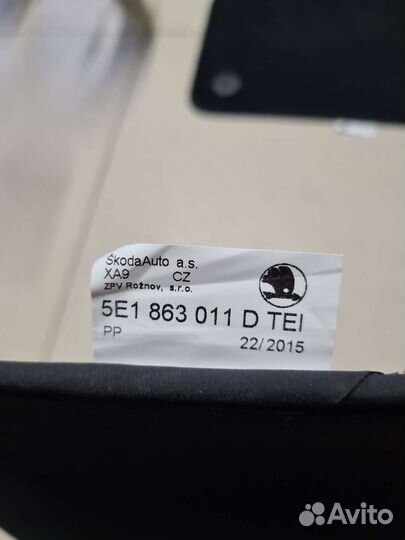 ŠkodaAuto a.s.
XA9 CZ
ZPV Rožnov, s.r.o.
5E1 863 011 D TEI
PP 22/2015
Avito